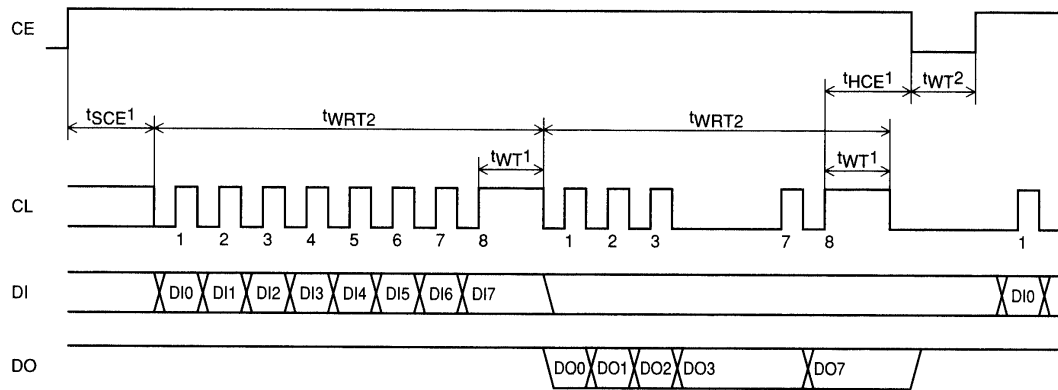 CE
tHCE1 tWT2
tSCE1 tWRT2 tWRT2
tWT1 tWT1
CL
1 2 3 4 5 6 7 8 1 2 3 7 8 1
DI DI0 DI1 DI2 DI3 DI4 DI5 DI6 DI7 DI0
DO DO0 DO1 DO2 DO3 DO7